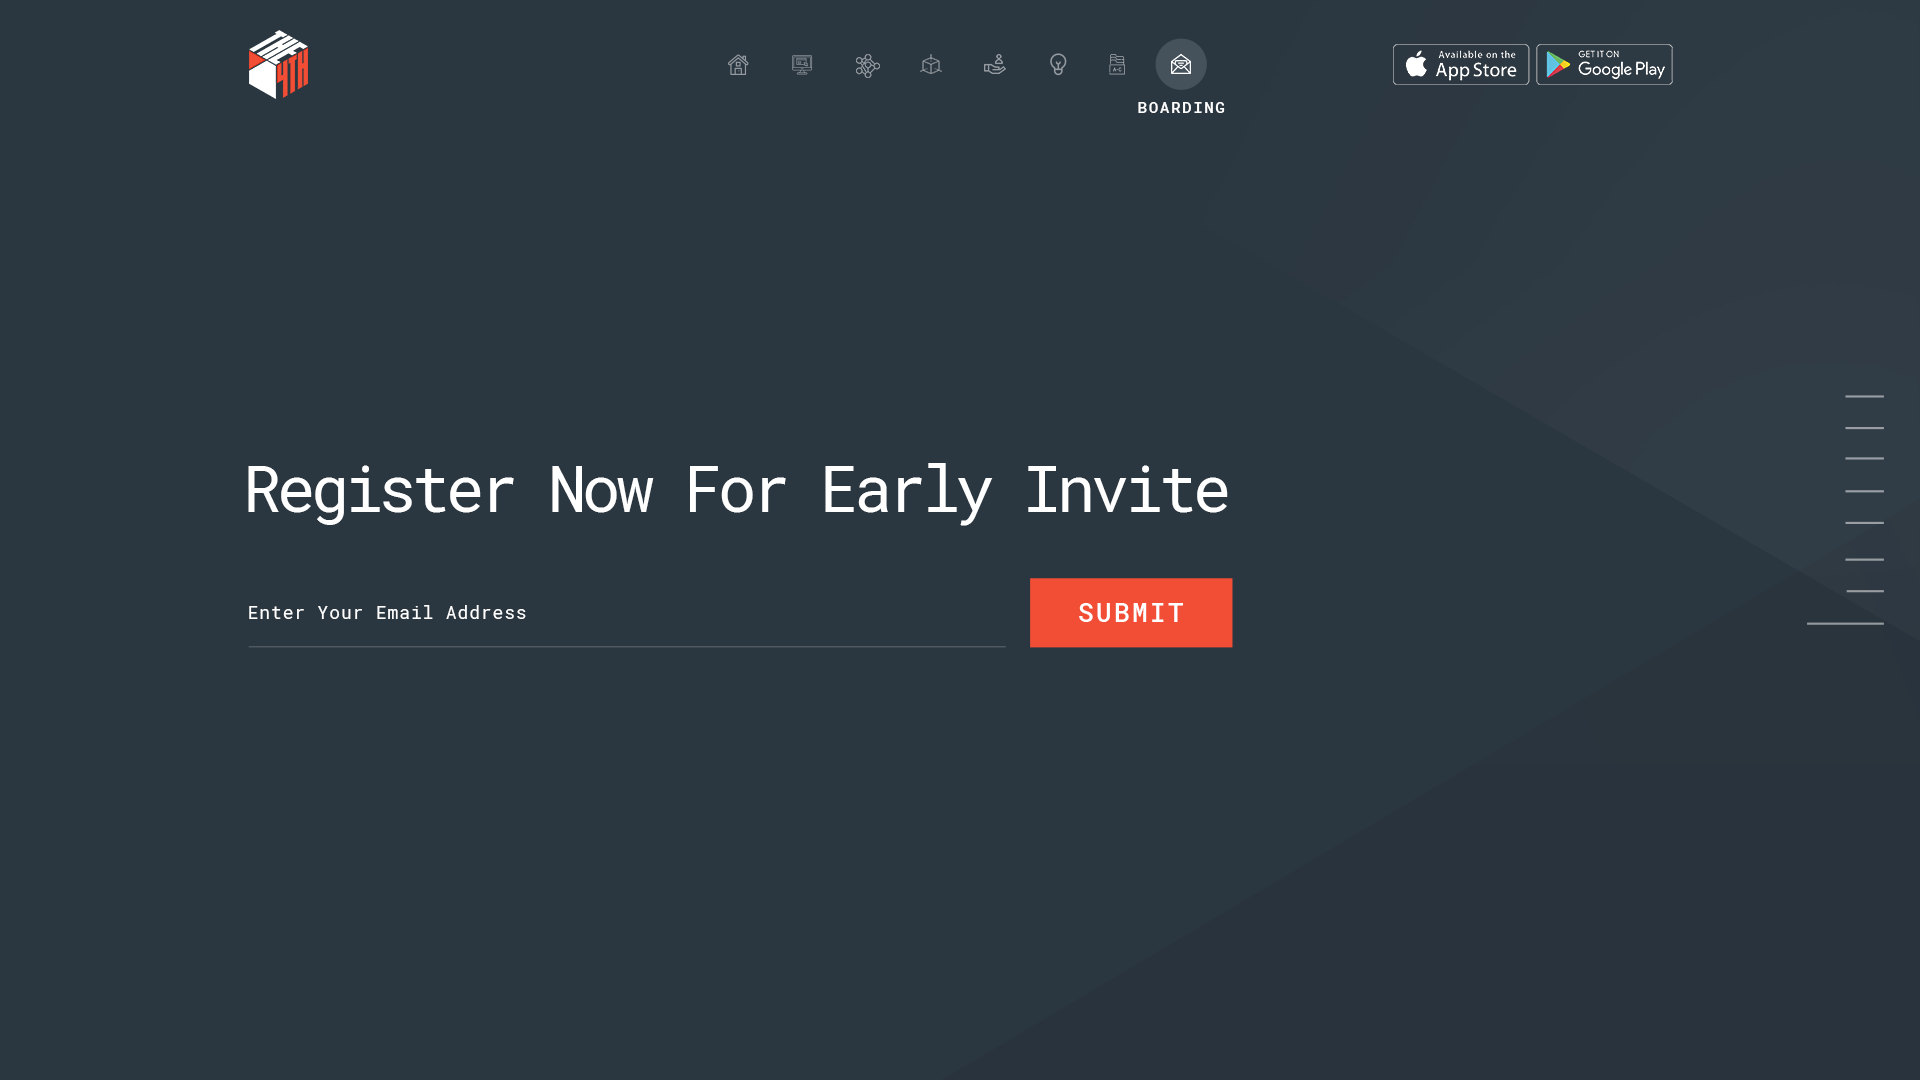 THE
4TH
BOARDING
Available on the
App Store
GET IT ON
Google Play
Register Now For Early Invite
Enter Your Email Address
SUBMIT